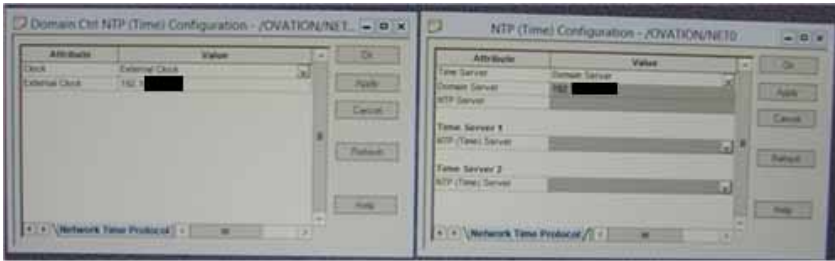 Domain Ctrl NTP (Time) Configuration - /OVATION/NET...
Attribute Value
Clock External Clock
External Clock 192.
Ok
Apply
Cancel
Refresh
Help
Network Time Protocol
NTP (Time) Configuration - /OVATION/NET0
Attribute Value
Time Server Domain Server
Domain Server 192
NTP Server
Time Server 1
NTP (Time) Server
Time Server 2
NTP (Time) Server
Ok
Apply
Cancel
Refresh
Help
Network Time Protocol